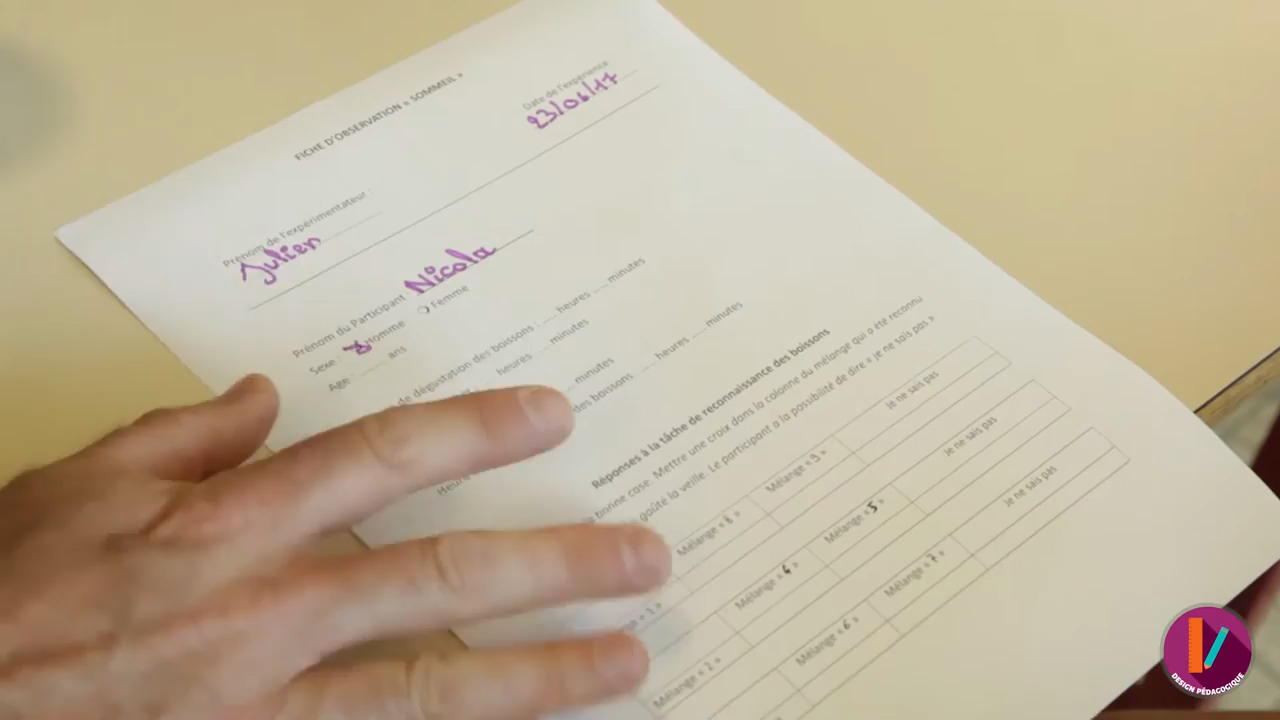 FICHE D'OBSERVATION « SOMMEIL »
Date de l'expérience
23/06/17
Prénom de l'expérimentateur :
Julien
Prénom du Participant Nicola
Sexe : Homme Femme
Age : ans
de dégustation des boissons : .... heures .... minutes
heures .... minutes
minutes
des boissons .... heures .... minutes
Heure
Réponses à la tâche de reconnaissance des boissons
bonne case. Mettre une croix dans la colonne du mélange qui a été reconnu
goûté la veille. Le participant a la possibilité de dire « je ne sais pas »
Mélange « 8 » Mélange « 3 » Je ne sais pas
Mélange « 4 » Mélange « 5 » Je ne sais pas
Mélange « 2 » Mélange « 6 » Mélange « 7 » Je ne sais pas
DESIGN PÉDAGOGIQUE